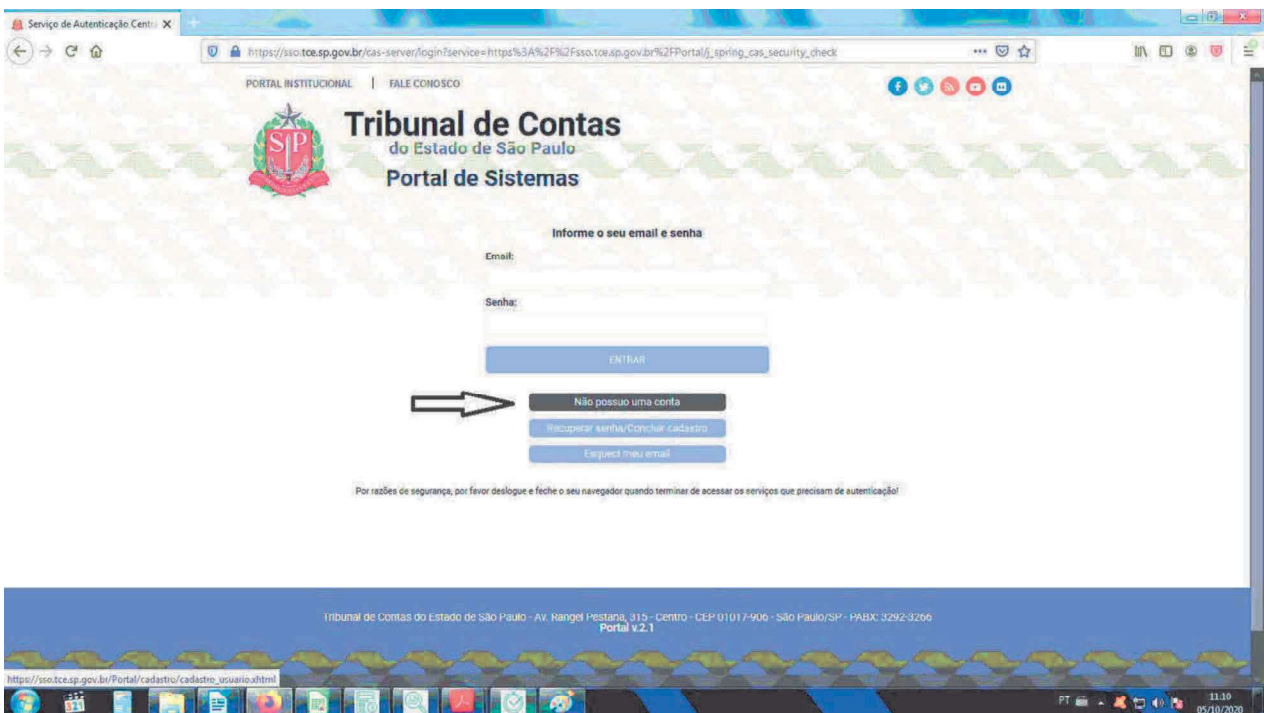 Serviço de Autenticação Centr
https://sso.tce.sp.gov.br/cas-server/login?service=https%3A%2F%2Fsso.tce.sp.gov.br%2FPortal/j_spring_cas_security_check
PORTAL INSTITUCIONAL | FALE CONOSCO
SP
Tribunal de Contas
do Estado de São Paulo
Portal de Sistemas
Informe o seu email e senha
Email:
Senha:
ENTRAR
Não possuo uma conta
Recuperar senha/Concluir cadastro
Esqueci meu email
Por razões de segurança, por favor deslogue e feche o seu navegador quando terminar de acessar os serviços que precisam de autenticação!
Tribunal de Contas do Estado de São Paulo - Av. Rangel Pestana, 315 - Centro - CEP 01017-906 - São Paulo/SP - PABX: 3292-3266
Portal v.2.1
https://sso.tce.sp.gov.br/Portal/cadastro/cadastro_usuario.xhtml
PT
11:10
05/10/2020